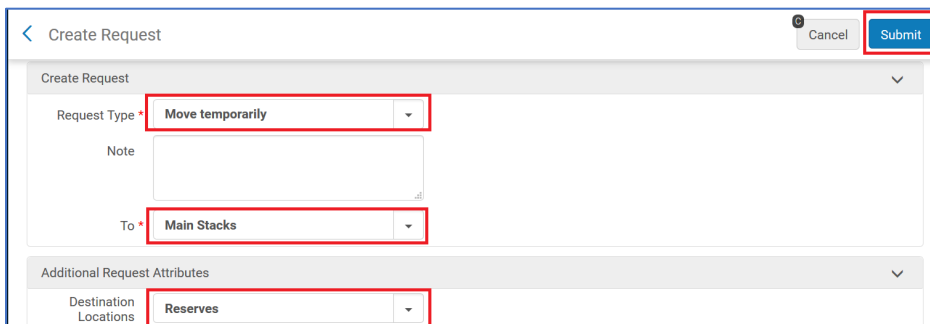 Create Request
C
Cancel
Submit
Create Request
Request Type * Move temporarily
Note
To * Main Stacks
Additional Request Attributes
Destination
Locations
Reserves